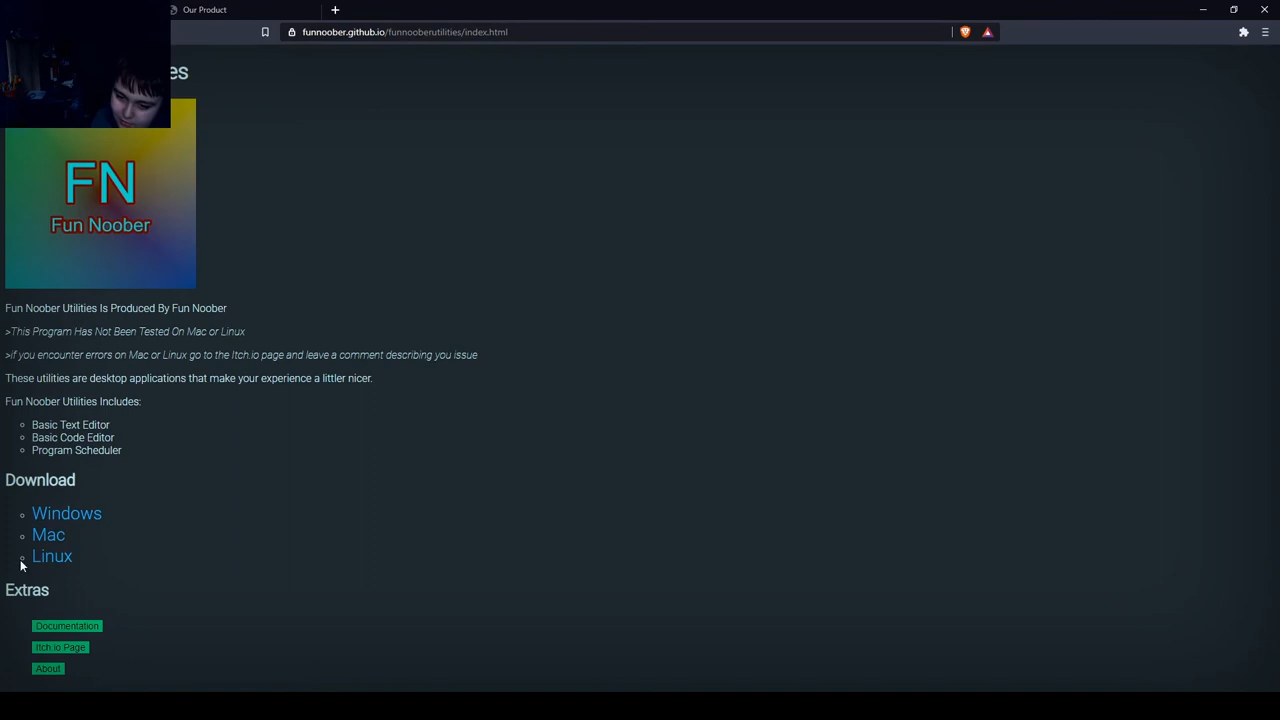 Our Product
funnoober.github.io/funnooberutilities/index.html
es
FN
Fun Noober
Fun Noober Utilities Is Produced By Fun Noober
>This Program Has Not Been Tested On Mac or Linux
>if you encounter errors on Mac or Linux go to the Itch.io page and leave a comment describing you issue
These utilities are desktop applications that make your experience a littler nicer.
Fun Noober Utilities Includes:
Basic Text Editor
Basic Code Editor
Program Scheduler
Download
Windows
Mac
Linux
Extras
Documentation
Itch.io Page
About